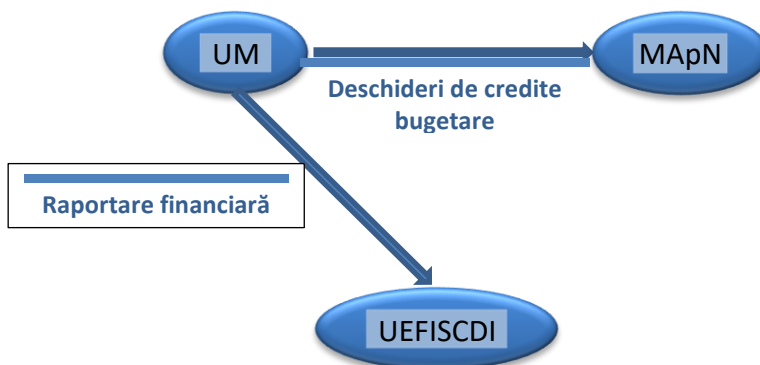 UM
MApN
Deschideri de credite
bugetare
Raportare financiară
UEFISCDI